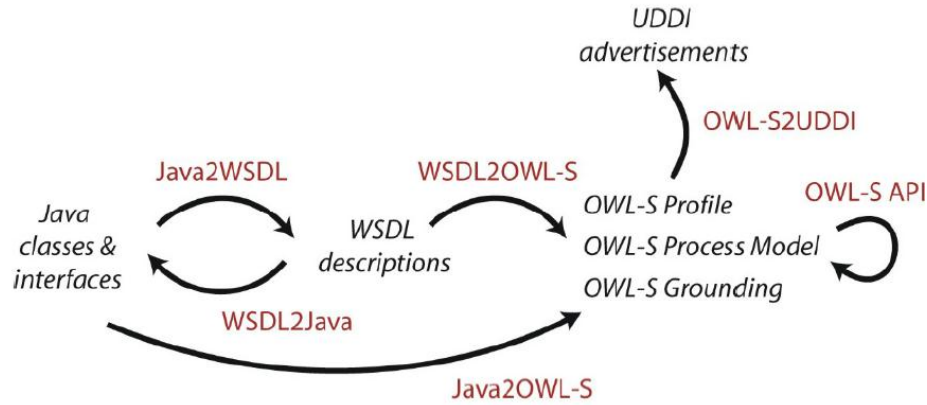 UDDI
advertisements
OWL-S2UDDI
Java2WSDL
WSDL2OWL-S
OWL-S API
Java
classes &
interfaces
WSDL
descriptions
OWL-S Profile
OWL-S Process Model
OWL-S Grounding
WSDL2Java
Java2OWL-S